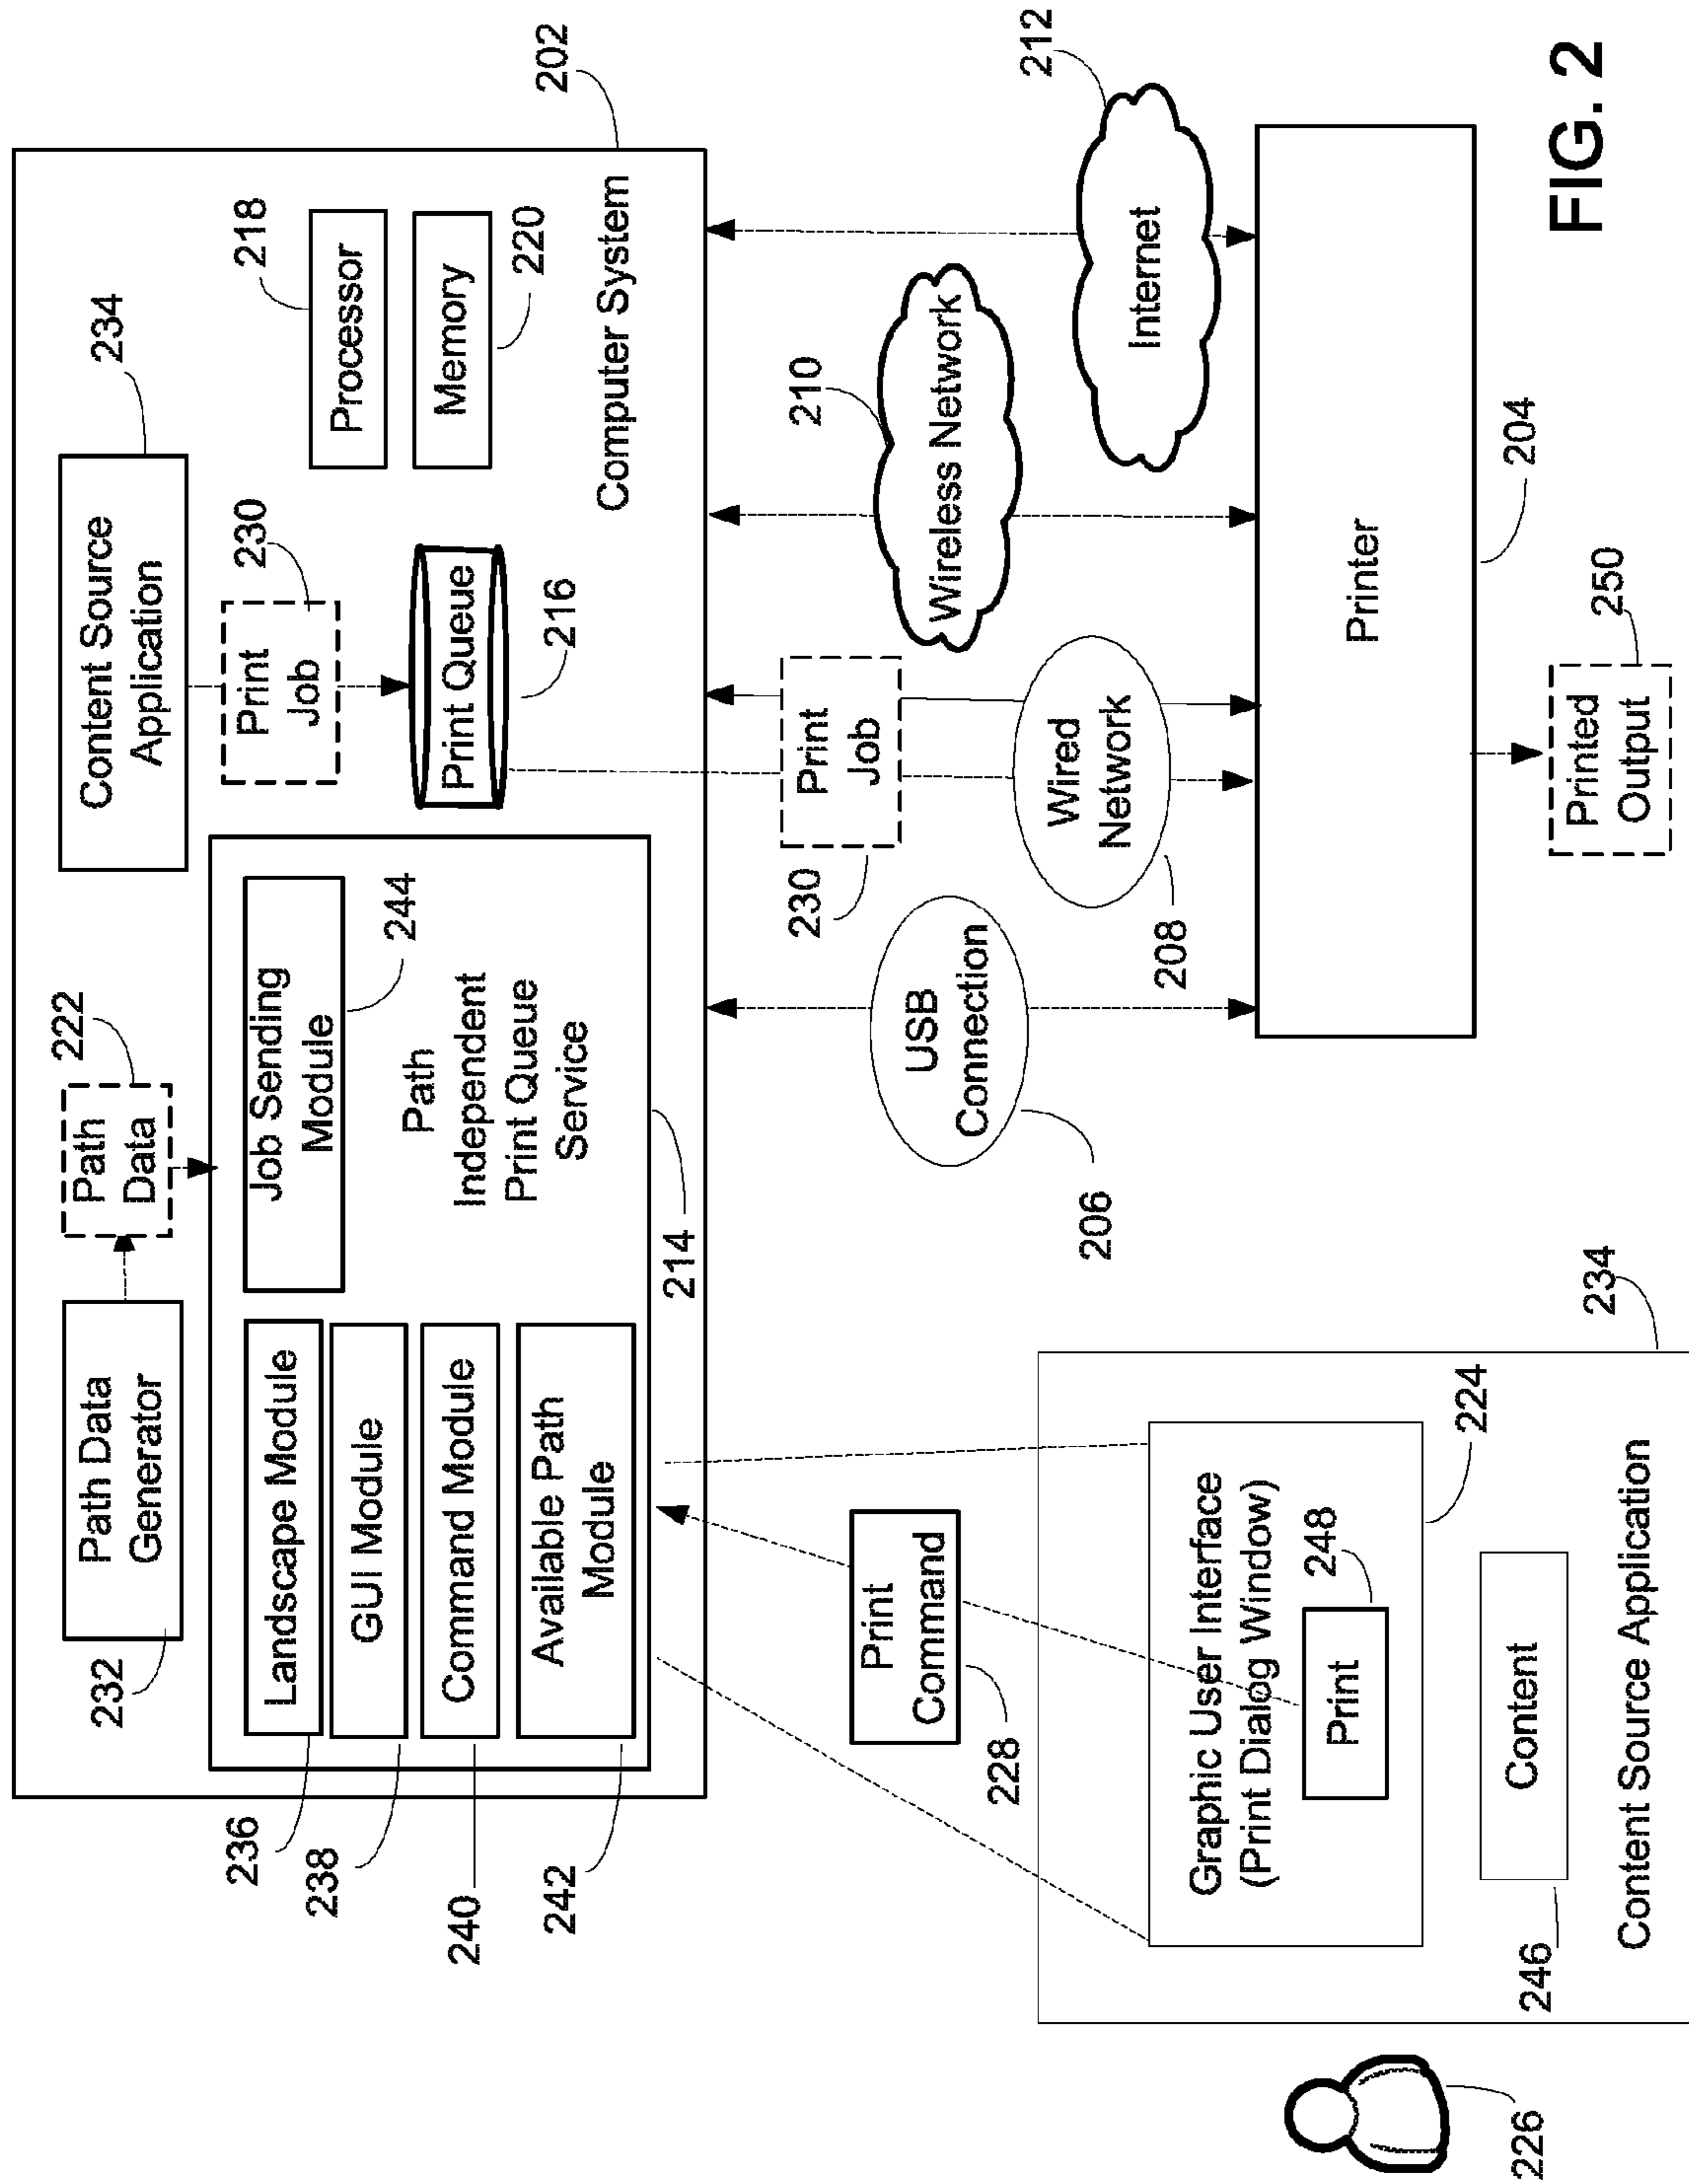 234
222
202
Path Data
Generator
Path
Data
Content Source
Application
232
230
218
Print
Job
Processor
236
Landscape Module
Job Sending
Module
238
GUI Module
244
Print Queue
Memory
240
Command Module
Path
Independent
Print Queue
Service
216
220
242
Available Path
Module
Computer System
214
210
212
230
Print
Job
Wireless Network
Internet
228
Print
Command
USB
Connection
Wired
Network
206
208
Graphic User Interface
(Print Dialog Window)
248
Print
224
Printer
204
246
Content
234
Content Source Application
226
Printed
Output
250
FIG. 2